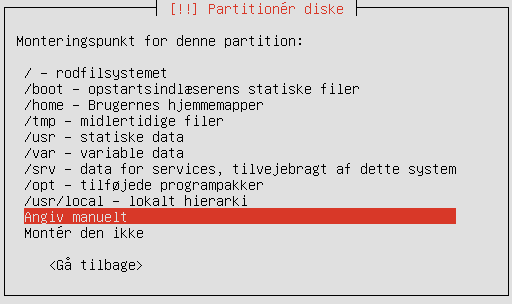 [!!] Partitionér diske
Monteringspunkt for denne partition:
/ – rodfilsystemet
/boot – opstartsindlæserens statiske filer
/home – Brugernes hjemmemapper
/tmp – midlertidige filer
/usr – statiske data
/var – variable data
/srv – data for services, tilvejebragt af dette system
/opt – tilføjede programpakker
/usr/local – lokalt hierarki
Angiv manuelt
Montér den ikke
<Gå tilbage>